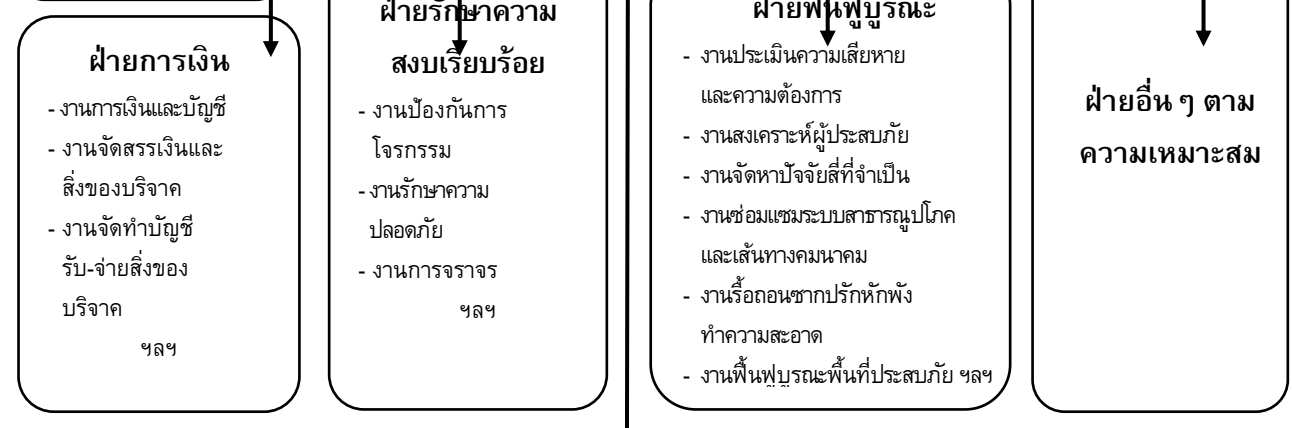 ฝ่ายการเงิน
- งานการเงินและบัญชี
- งานจัดสรรเงินและ
สิ่งของบริจาค
- งานจัดทำบัญชี
รับ-จ่ายสิ่งของ
บริจาค
ฯลฯ
ฝ่ายรักษาความ
สงบเรียบร้อย
- งานป้องกันการ
โจรกรรม
- งานรักษาความ
ปลอดภัย
- งานการจราจร
ฯลฯ
ฝ่ายฟื้นฟูบูรณะ
- งานประเมินความเสียหาย
และความต้องการ
- งานสงเคราะห์ผู้ประสบภัย
- งานจัดหาปัจจัยสี่ที่จำเป็น
- งานซ่อมแซมระบบสาธารณูปโภค
และเส้นทางคมนาคม
- งานรื้อถอนซากปรักหักพัง
ทำความสะอาด
- งานฟื้นฟูบูรณะพื้นที่ประสบภัย ฯลฯ
ฝ่ายอื่น ๆ ตาม
ความเหมาะสม